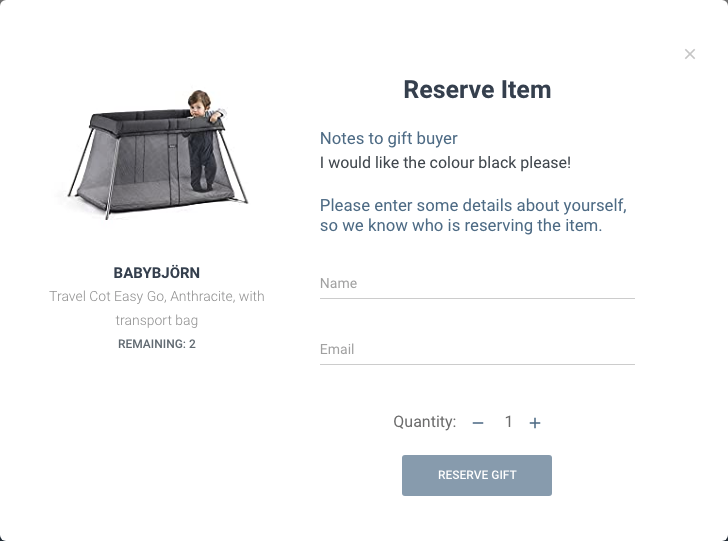 Reserve Item
Notes to gift buyer
I would like the colour black please!
Please enter some details about yourself,
so we know who is reserving the item.
BABYBJÖRN
Travel Cot Easy Go, Anthracite, with
transport bag
REMAINING: 2
Name
Email
Quantity: − 1 +
RESERVE GIFT